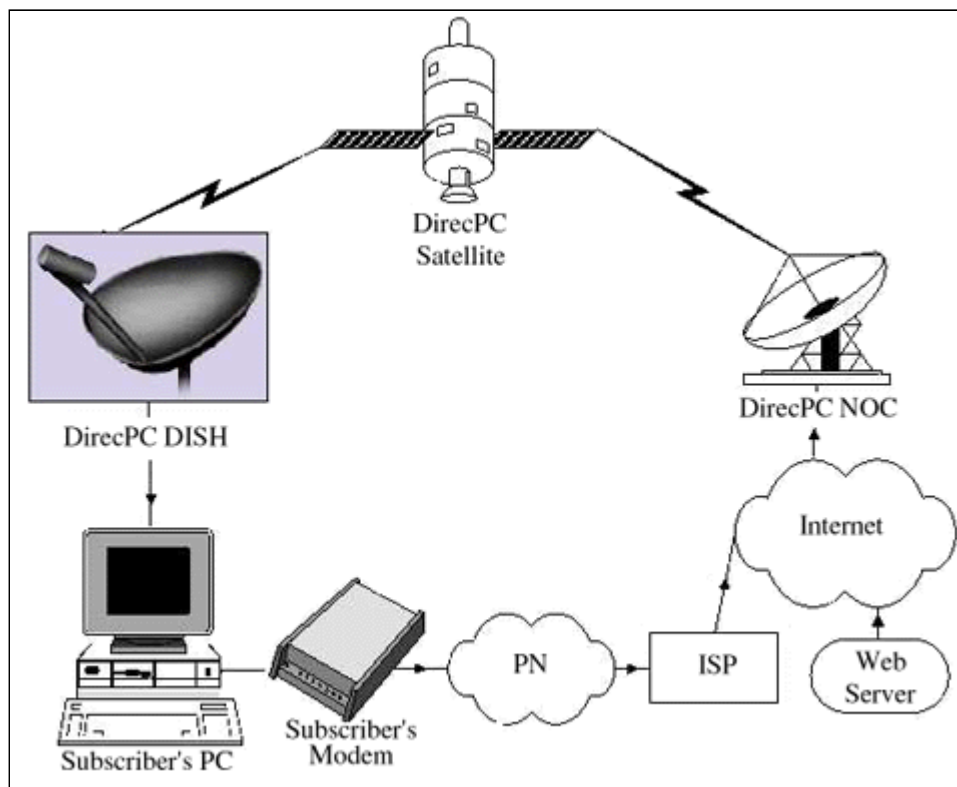 DirecPC
Satellite
DirecPC DISH
DirecPC NOC
Internet
PN
ISP
Web
Server
Subscriber's PC
Subscriber's
Modem